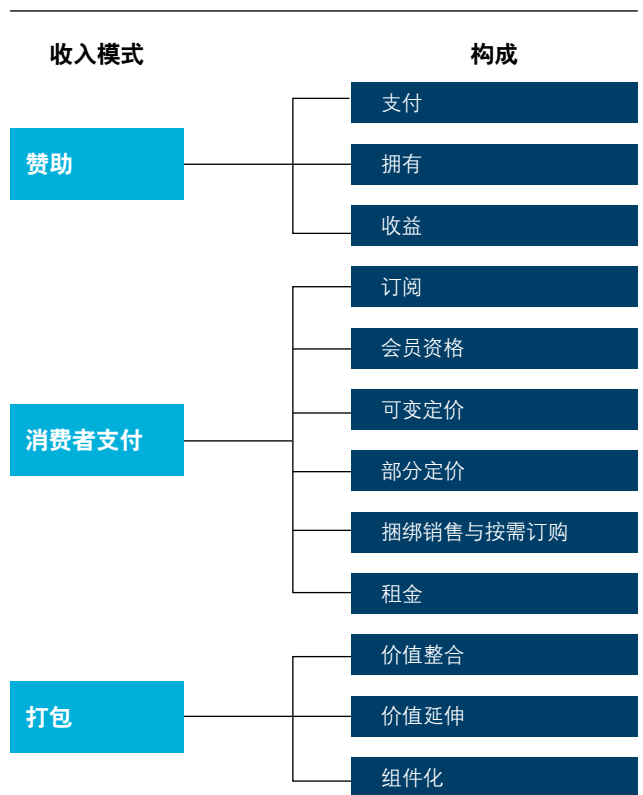 收入模式
构成
赞助
支付
拥有
收益
消费者支付
订阅
会员资格
可变定价
部分定价
捆绑销售与按需订购
租金
打包
价值整合
价值延伸
组件化